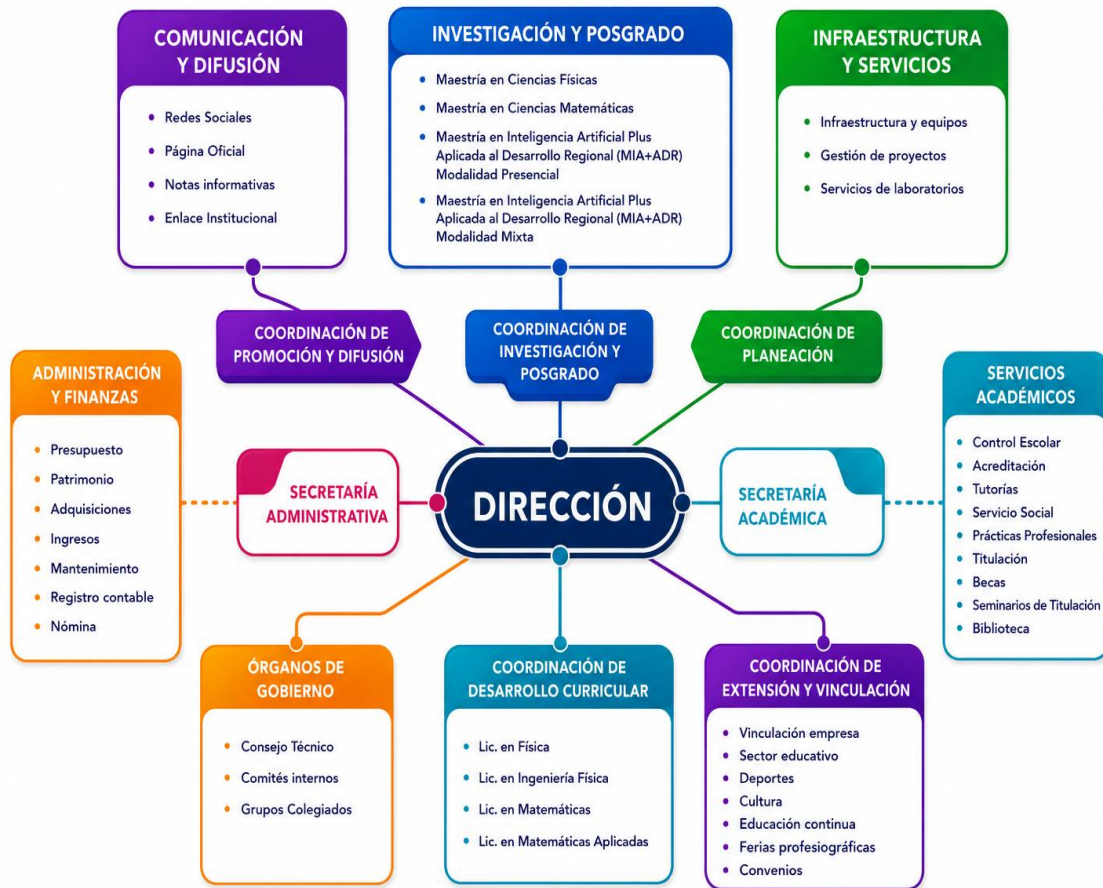 COMUNICACIÓN
Y DIFUSIÓN
• Redes Sociales
• Página Oficial
• Notas informativas
• Enlace Institucional
INVESTIGACIÓN Y POSGRADO
• Maestría en Ciencias Físicas
• Maestría en Ciencias Matemáticas
• Maestría en Inteligencia Artificial Plus
Aplicada al Desarrollo Regional (MIA+ADR)
Modalidad Presencial
• Maestría en Inteligencia Artificial Plus
Aplicada al Desarrollo Regional (MIA+ADR)
Modalidad Mixta
INFRAESTRUCTURA
Y SERVICIOS
• Infraestructura y equipos
• Gestión de proyectos
• Servicios de laboratorios
COORDINACIÓN DE
PROMOCIÓN Y DIFUSIÓN
COORDINACIÓN DE
INVESTIGACIÓN Y
POSGRADO
COORDINACIÓN DE
PLANEACIÓN
ADMINISTRACIÓN
Y FINANZAS
• Presupuesto
• Patrimonio
• Adquisiciones
• Ingresos
• Mantenimiento
• Registro contable
• Nómina
SECRETARÍA
ADMINISTRATIVA
DIRECCIÓN
SECRETARÍA
ACADÉMICA
SERVICIOS
ACADÉMICOS
• Control Escolar
• Acreditación
• Tutorías
• Servicio Social
• Prácticas Profesionales
• Titulación
• Becas
• Seminarios de Titulación
• Biblioteca
ÓRGANOS DE
GOBIERNO
• Consejo Técnico
• Comités internos
• Grupos Colegiados
COORDINACIÓN DE
DESARROLLO CURRICULAR
• Lic. en Física
• Lic. en Ingeniería Física
• Lic. en Matemáticas
• Lic. en Matemáticas Aplicadas
COORDINACIÓN DE
EXTENSIÓN Y VINCULACIÓN
• Vinculación empresa
• Sector educativo
• Deportes
• Cultura
• Educación continua
• Ferias profesiográficas
• Convenios